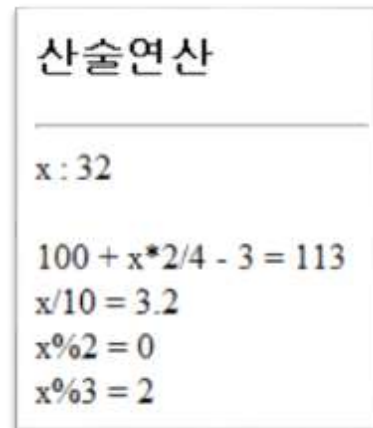 산술연산
x : 32
100 + x*2/4 - 3 = 113
x/10 = 3.2
x%2 = 0
x%3 = 2